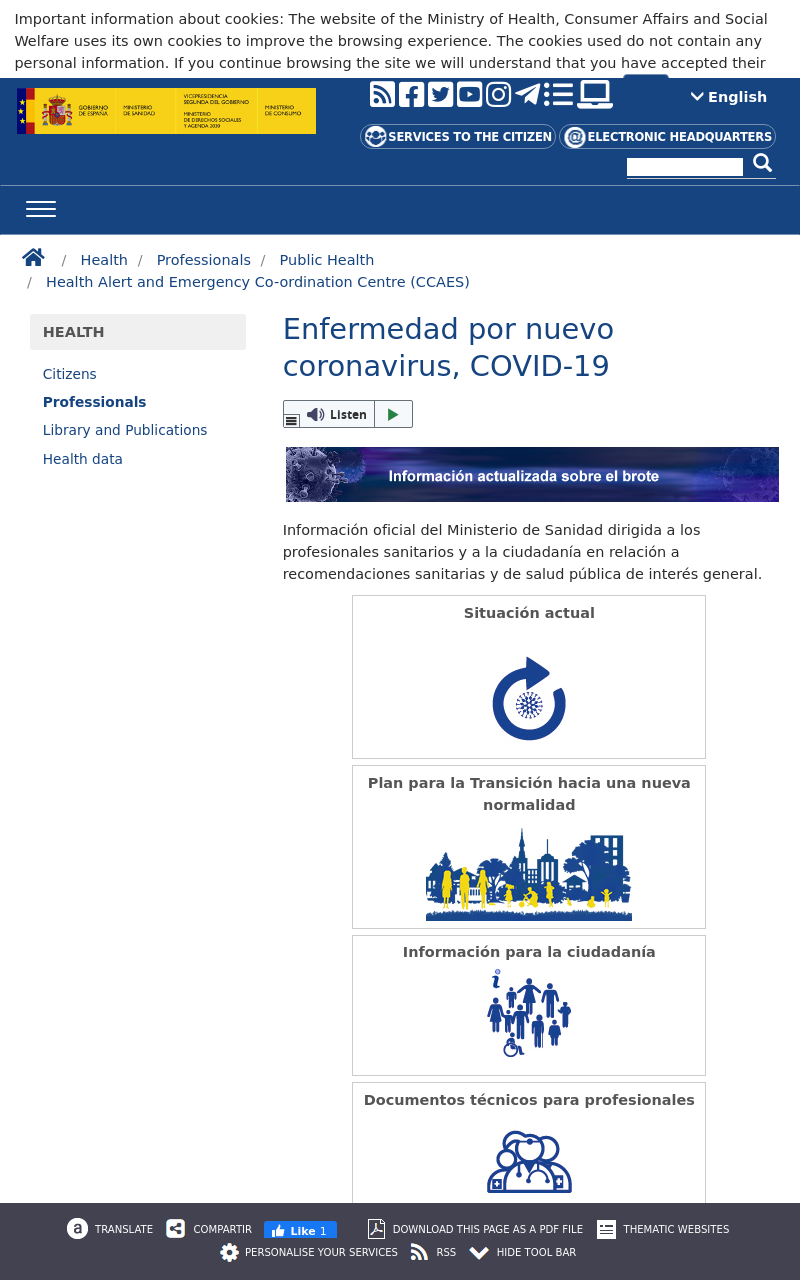 Important information about cookies: The website of the Ministry of Health, Consumer Affairs and Social
Welfare uses its own cookies to improve the browsing experience. The cookies used do not contain any
personal information. If you continue browsing the site we will understand that you have accepted their
GOBIERNO
DE ESPAÑA
MINISTERIO
DE SANIDAD
VICEPRESIDENCIA
SEGUNDA DEL GOBIERNO
MINISTERIO
DE DERECHOS SOCIALES
Y AGENDA 2030
MINISTERIO
DE CONSUMO
English
SERVICES TO THE CITIZEN
@ ELECTRONIC HEADQUARTERS
/ Health / Professionals / Public Health
/ Health Alert and Emergency Co-ordination Centre (CCAES)
HEALTH
Citizens
Professionals
Library and Publications
Health data
Enfermedad por nuevo
coronavirus, COVID-19
Listen
Información actualizada sobre el brote
Información oficial del Ministerio de Sanidad dirigida a los
profesionales sanitarios y a la ciudadanía en relación a
recomendaciones sanitarias y de salud pública de interés general.
Situación actual
Plan para la Transición hacia una nueva
normalidad
Información para la ciudadanía
i
Documentos técnicos para profesionales
a TRANSLATE COMPARTIR Like 1 DOWNLOAD THIS PAGE AS A PDF FILE THEMATIC WEBSITES
PERSONALISE YOUR SERVICES RSS HIDE TOOL BAR